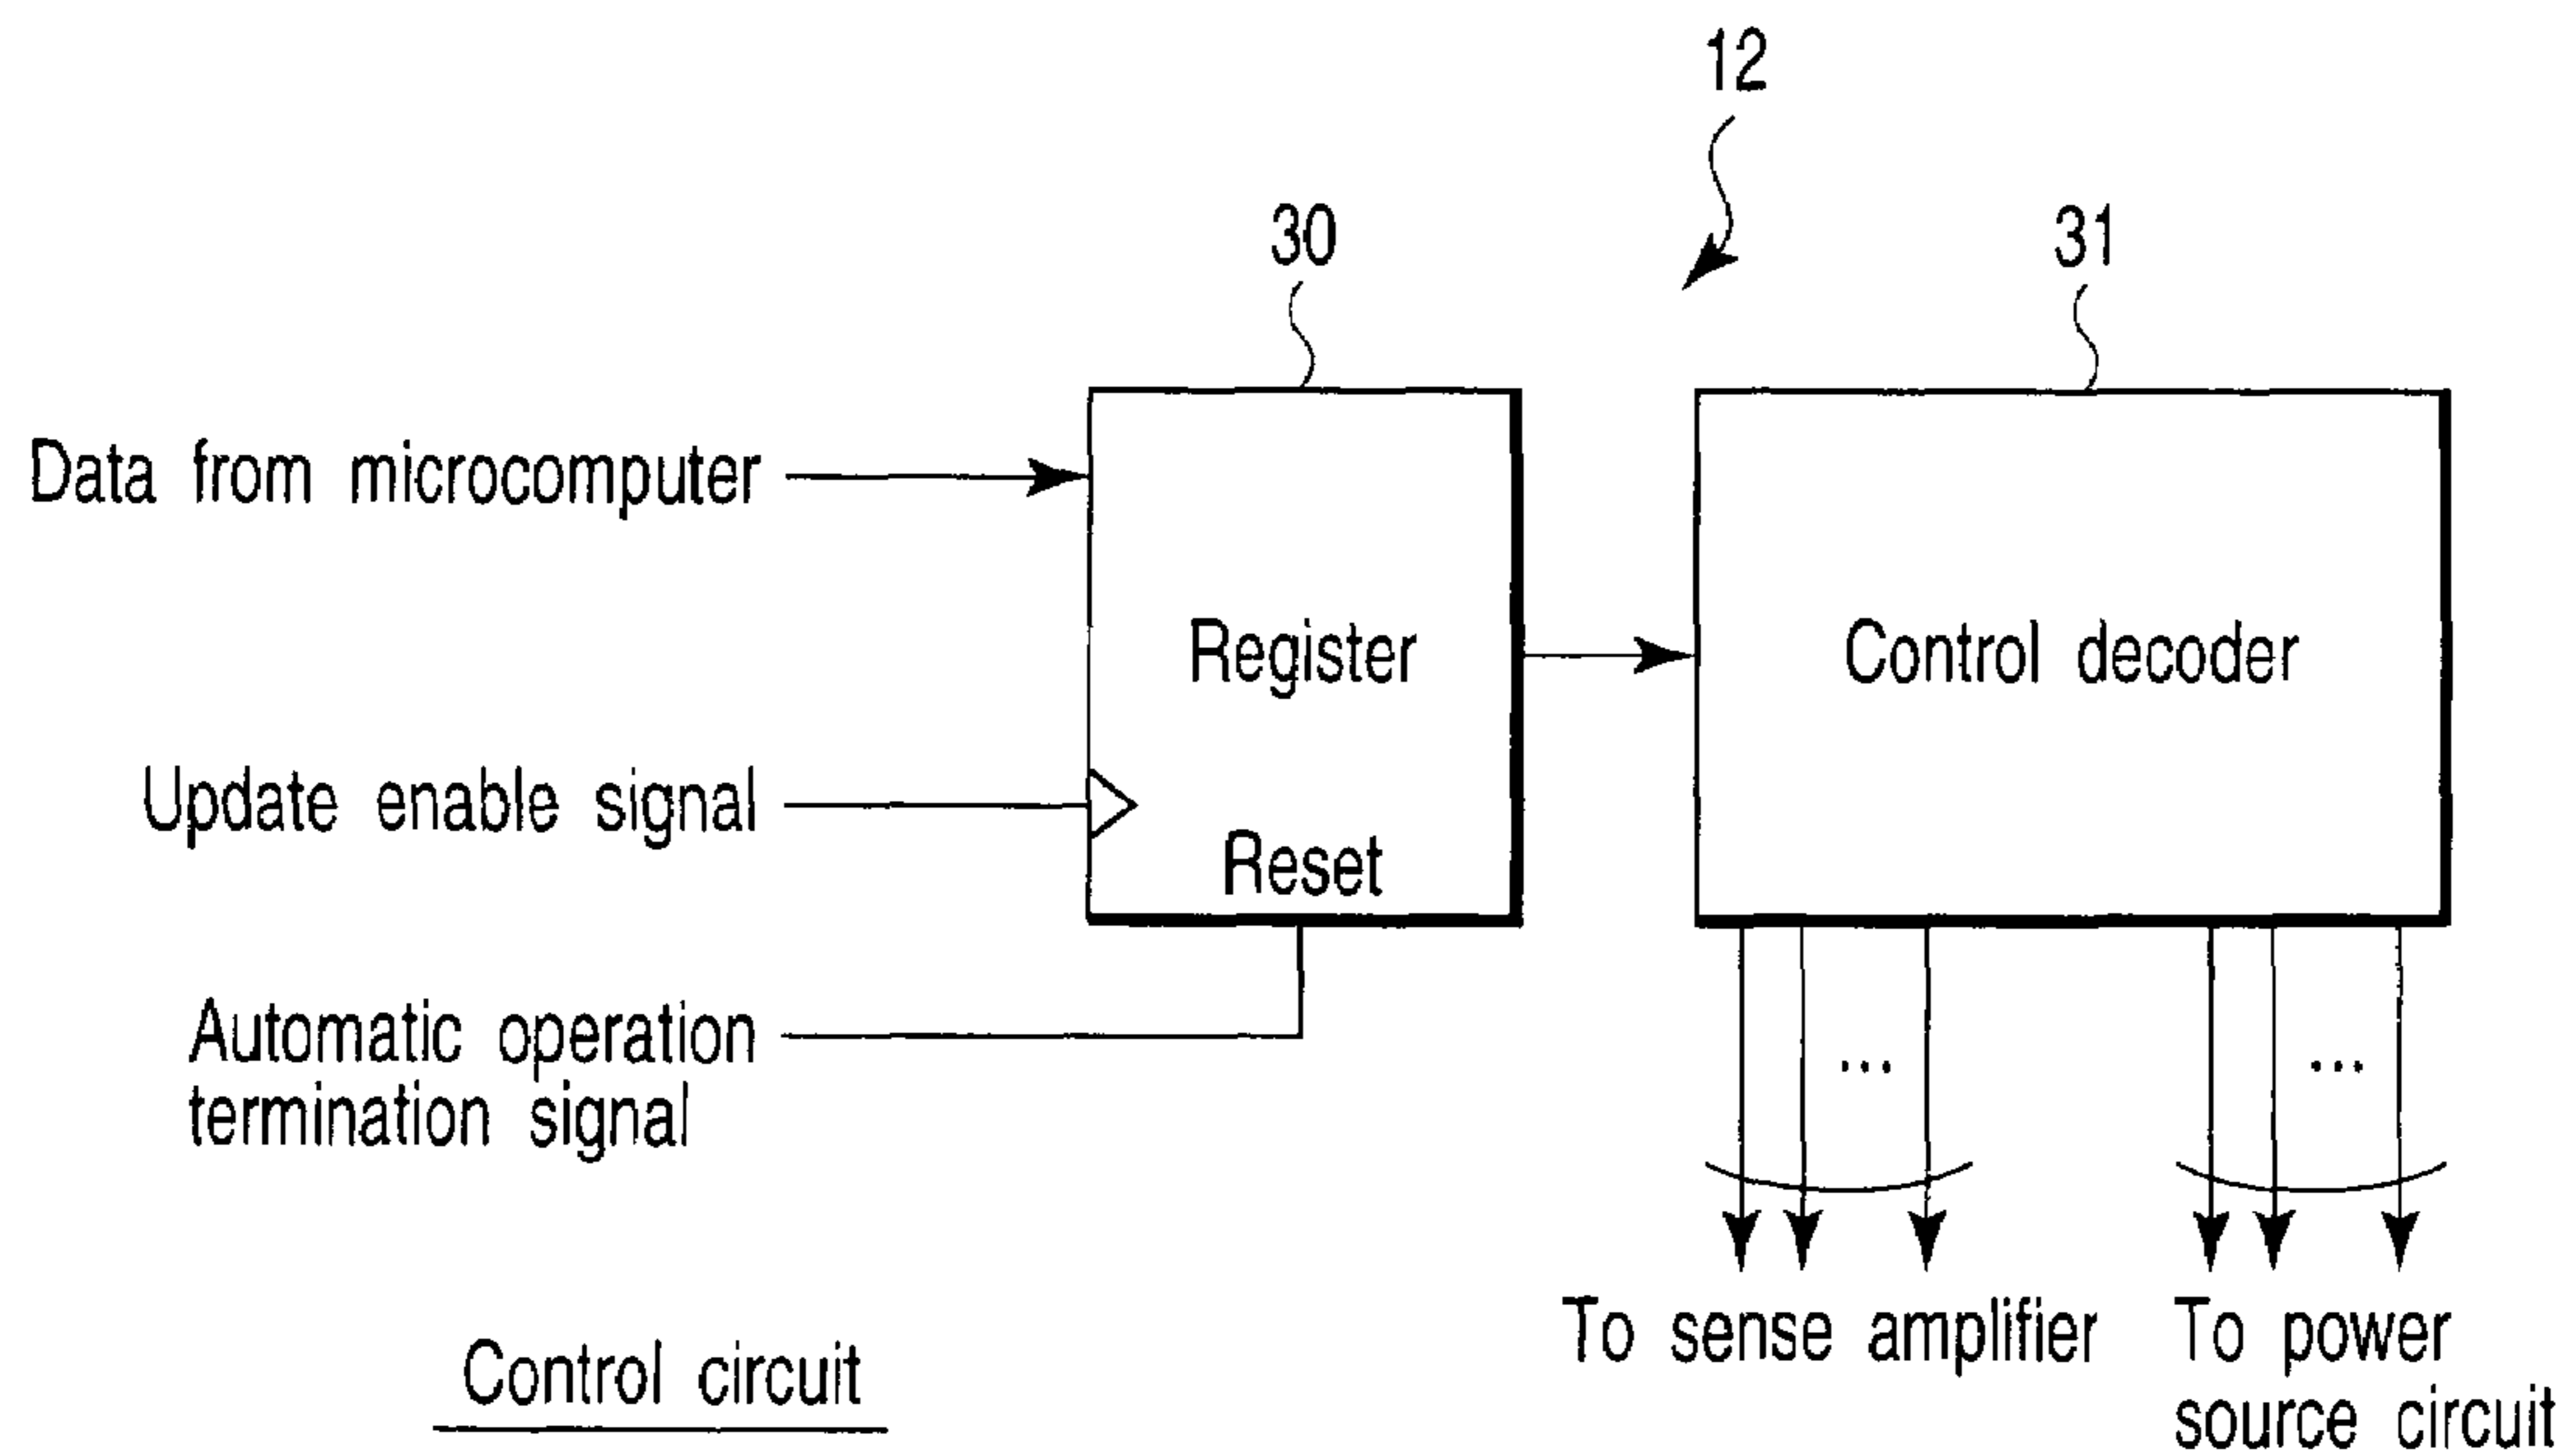 12
30
31
Data from microcomputer
Register
Control decoder
Update enable signal
Reset
Automatic operation
termination signal
...
...
To sense amplifier
To power
source circuit
Control circuit